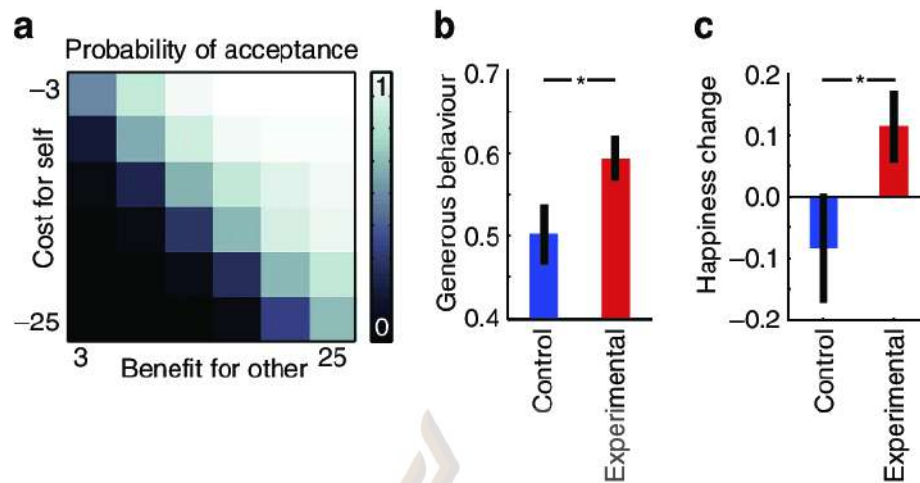 a
Probability of acceptance
−3
−25
Cost for self
3
25
Benefit for other
1
0
b
0.7
0.6
0.5
0.4
Generous behaviour
*
Control
Experimental
c
0.2
0.1
0.0
−0.1
−0.2
Happiness change
*
Control
Experimental